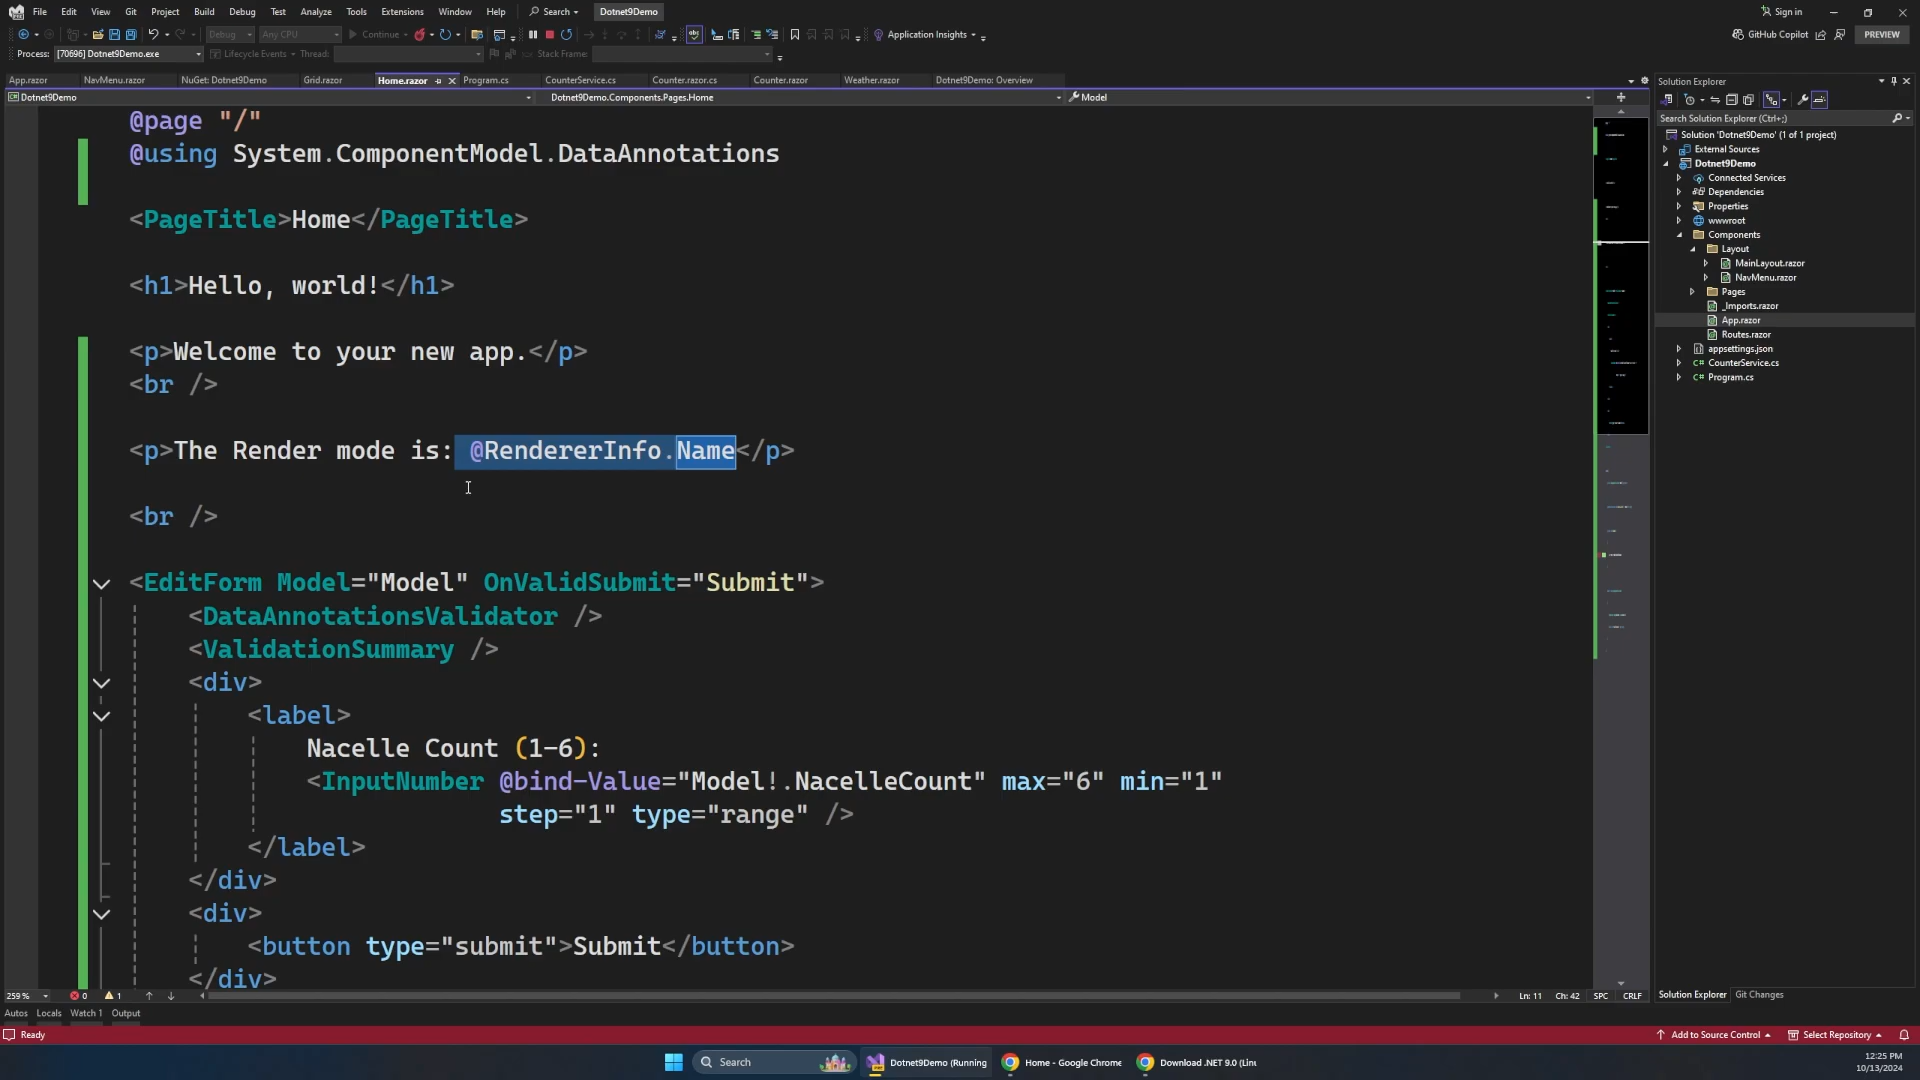 File Edit View Git Project Build Debug Test Analyze Tools Extensions Window Help Search Dotnet9Demo Sign in
Debug Any CPU Continue Application Insights GitHub Copilot PREVIEW
Process: [70696] Dotnet9Demo.exe Lifecycle Events Thread: Stack Frame:
App.razor NavMenu.razor NuGet: Dotnet9Demo Grid.razor Home.razor Program.cs CounterService.cs Counter.razor.cs Counter.razor Weather.razor Dotnet9Demo: Overview
Dotnet9Demo Dotnet9Demo.Components.Pages.Home Model
@page "/"
@using System.ComponentModel.DataAnnotations
<PageTitle>Home</PageTitle>
<h1>Hello, world!</h1>
<p>Welcome to your new app.</p>
<br />
<p>The Render mode is: @RendererInfo.Name</p>
<br />
<EditForm Model="Model" OnValidSubmit="Submit">
<DataAnnotationsValidator />
<ValidationSummary />
<div>
<label>
Nacelle Count (1-6):
<InputNumber @bind-Value="Model!.NacelleCount" max="6" min="1"
step="1" type="range" />
</label>
</div>
<div>
<button type="submit">Submit</button>
</div>
259 % 0 1 Ln: 11 Ch: 42 SPC CRLF
Solution Explorer
Search Solution Explorer (Ctrl+;)
Solution 'Dotnet9Demo' (1 of 1 project)
External Sources
Dotnet9Demo
Connected Services
Dependencies
Properties
wwwroot
Components
Layout
MainLayout.razor
NavMenu.razor
Pages
_Imports.razor
App.razor
Routes.razor
appsettings.json
C# CounterService.cs
C# Program.cs
Solution Explorer Git Changes
Autos Locals Watch 1 Output
Ready Add to Source Control Select Repository
Search Dotnet9Demo (Running Home - Google Chrome Download .NET 9.0 (Linu
12:25 PM
10/13/2024